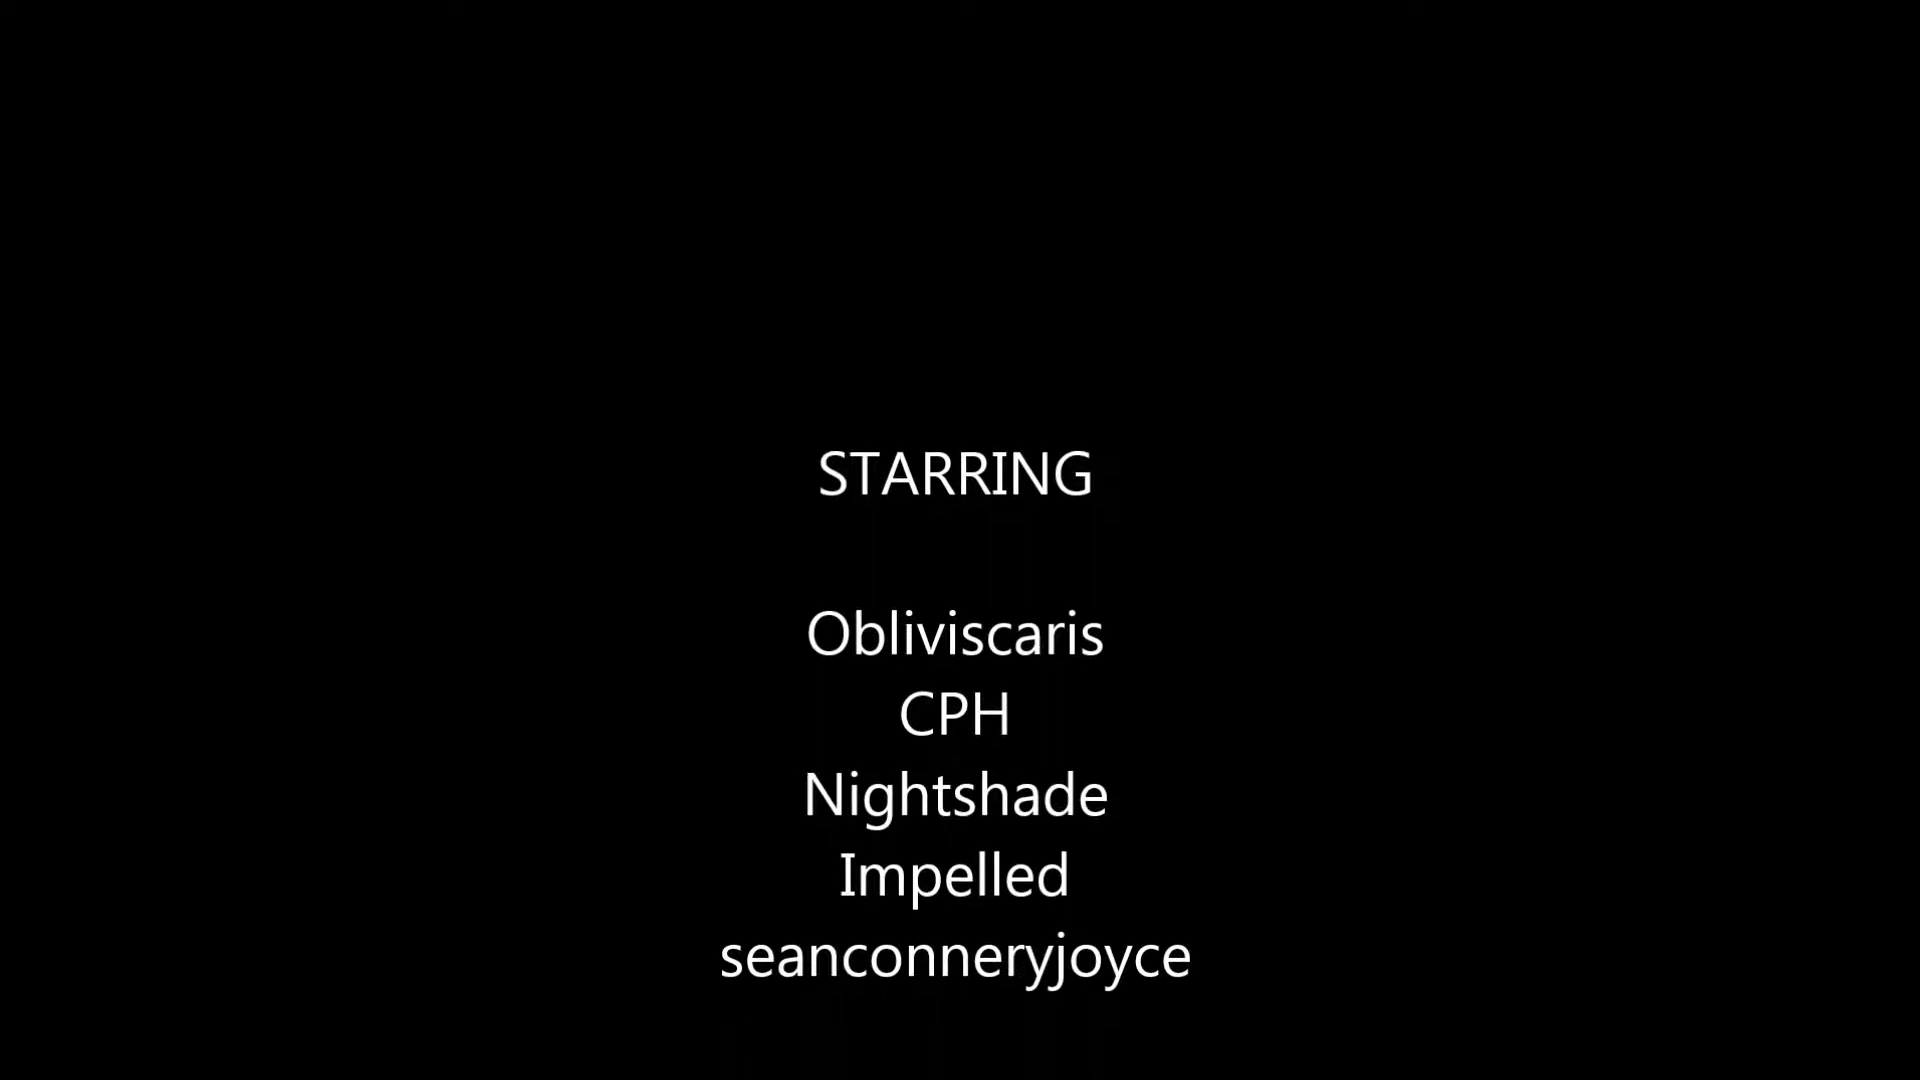 STARRING
Obliviscaris
CPH
Nightshade
Impelled
seanconneryjoyce